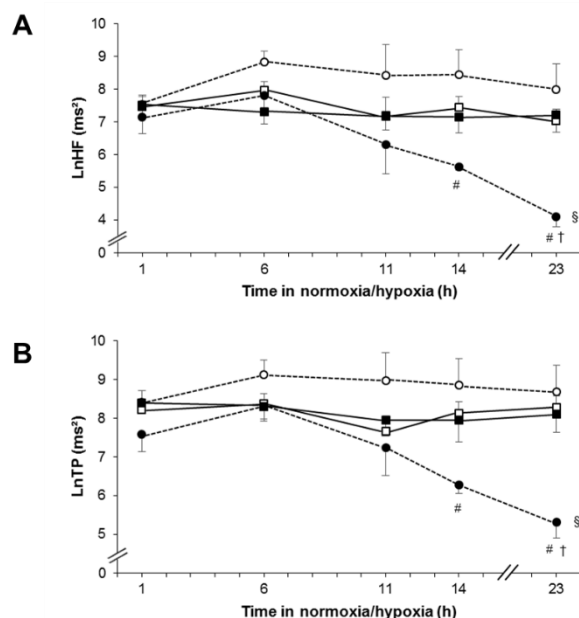 A
10
9
8
7
6
5
4
0
LnHF (ms²)
#
§
# †
1 6 11 14 23
Time in normoxia/hypoxia (h)
B
10
9
8
7
6
5
0
LnTP (ms²)
#
§
# †
1 6 11 14 23
Time in normoxia/hypoxia (h)